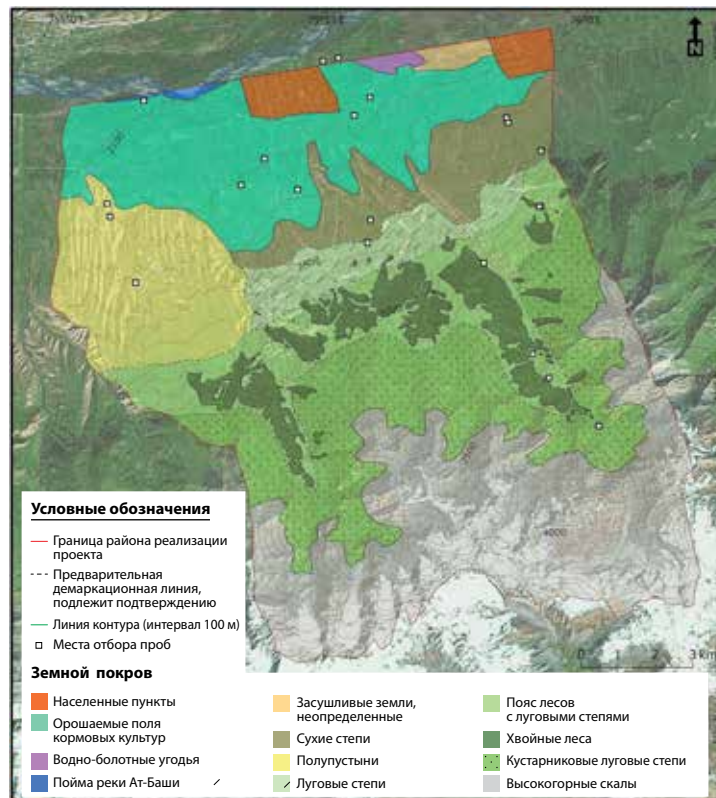 N
4000
0 1 2 3 km
Условные обозначения
Граница района реализации
проекта
Предварительная
демаркационная линия,
подлежит подтверждению
Линия контура (интервал 100 м)
Места отбора проб
Земной покров
Населенные пункты
Орошаемые поля
кормовых культур
Водно-болотные угодья
Пойма реки Ат-Баши
Засушливые земли,
неопределенные
Сухие степи
Полупустыни
Луговые степи
Пояс лесов
с луговыми степями
Хвойные леса
Кустарниковые луговые степи
Высокогорные скалы